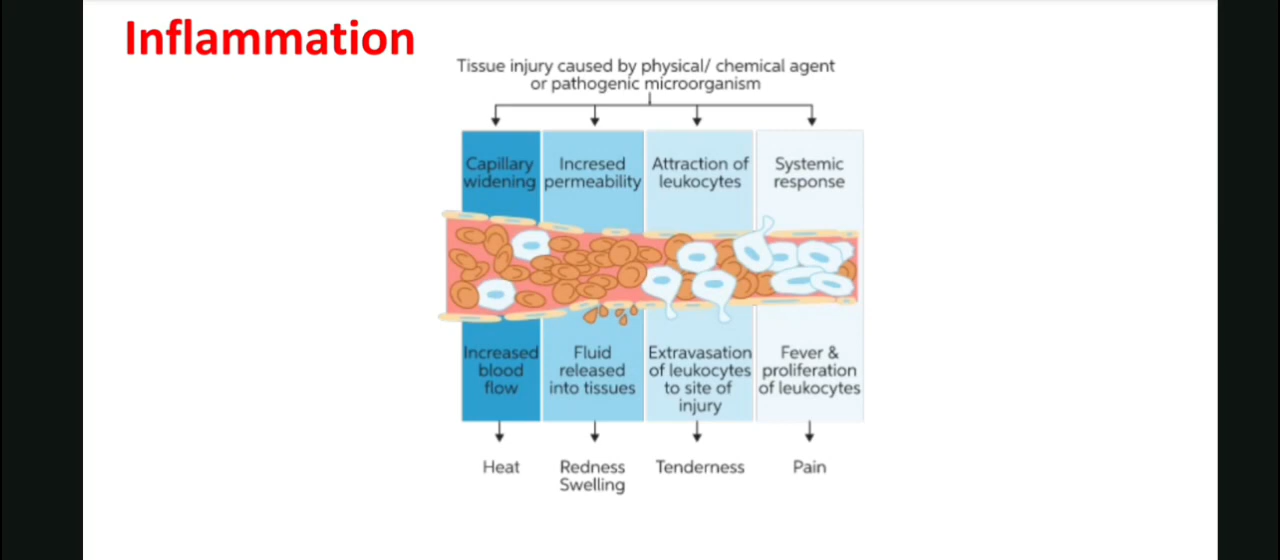 Inflammation
Tissue injury caused by physical/ chemical agent
or pathogenic microorganism
Capillary
widening
Incresed
permeability
Attraction of
leukocytes
Systemic
response
Increased
blood
flow
Fluid
released
into tissues
Extravasation
of leukocytes
to site of
injury
Fever &
proliferation
of leukocytes
Heat
Redness
Swelling
Tenderness
Pain